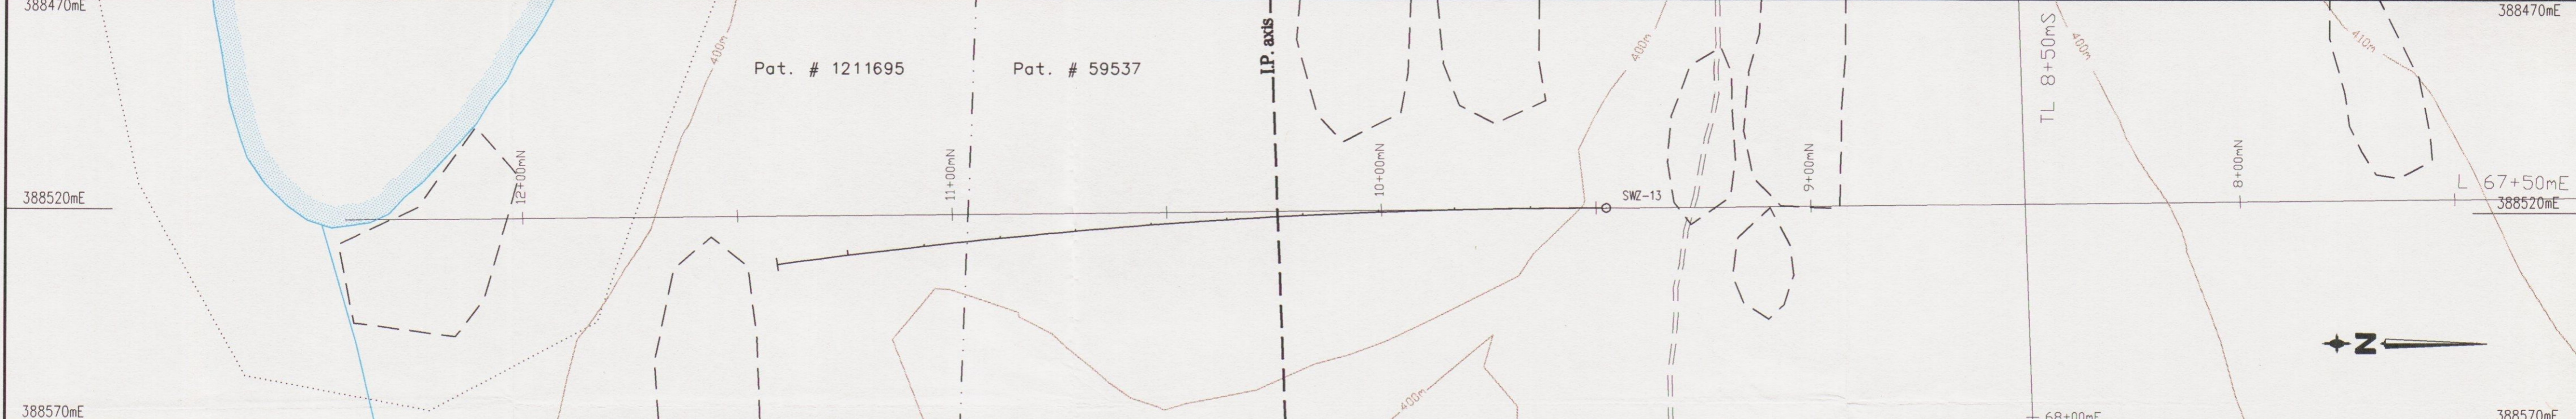 388470mE
388470mE
400m
Pat. # 1211695
Pat. # 59537
I.P. axis
400m
TL 8+50mS
400m
410m
12+00mN
11+00mN
10+00mN
9+00mN
8+00mN
388520mE
SWZ-13
L 67+50mE
388520mE
N
400m
388570mE
68+00mE
388570mE